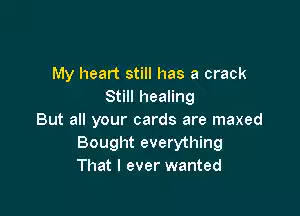 My heart still has a crack
Still healing
But all your cards are maxed
Bought everything
That I ever wanted